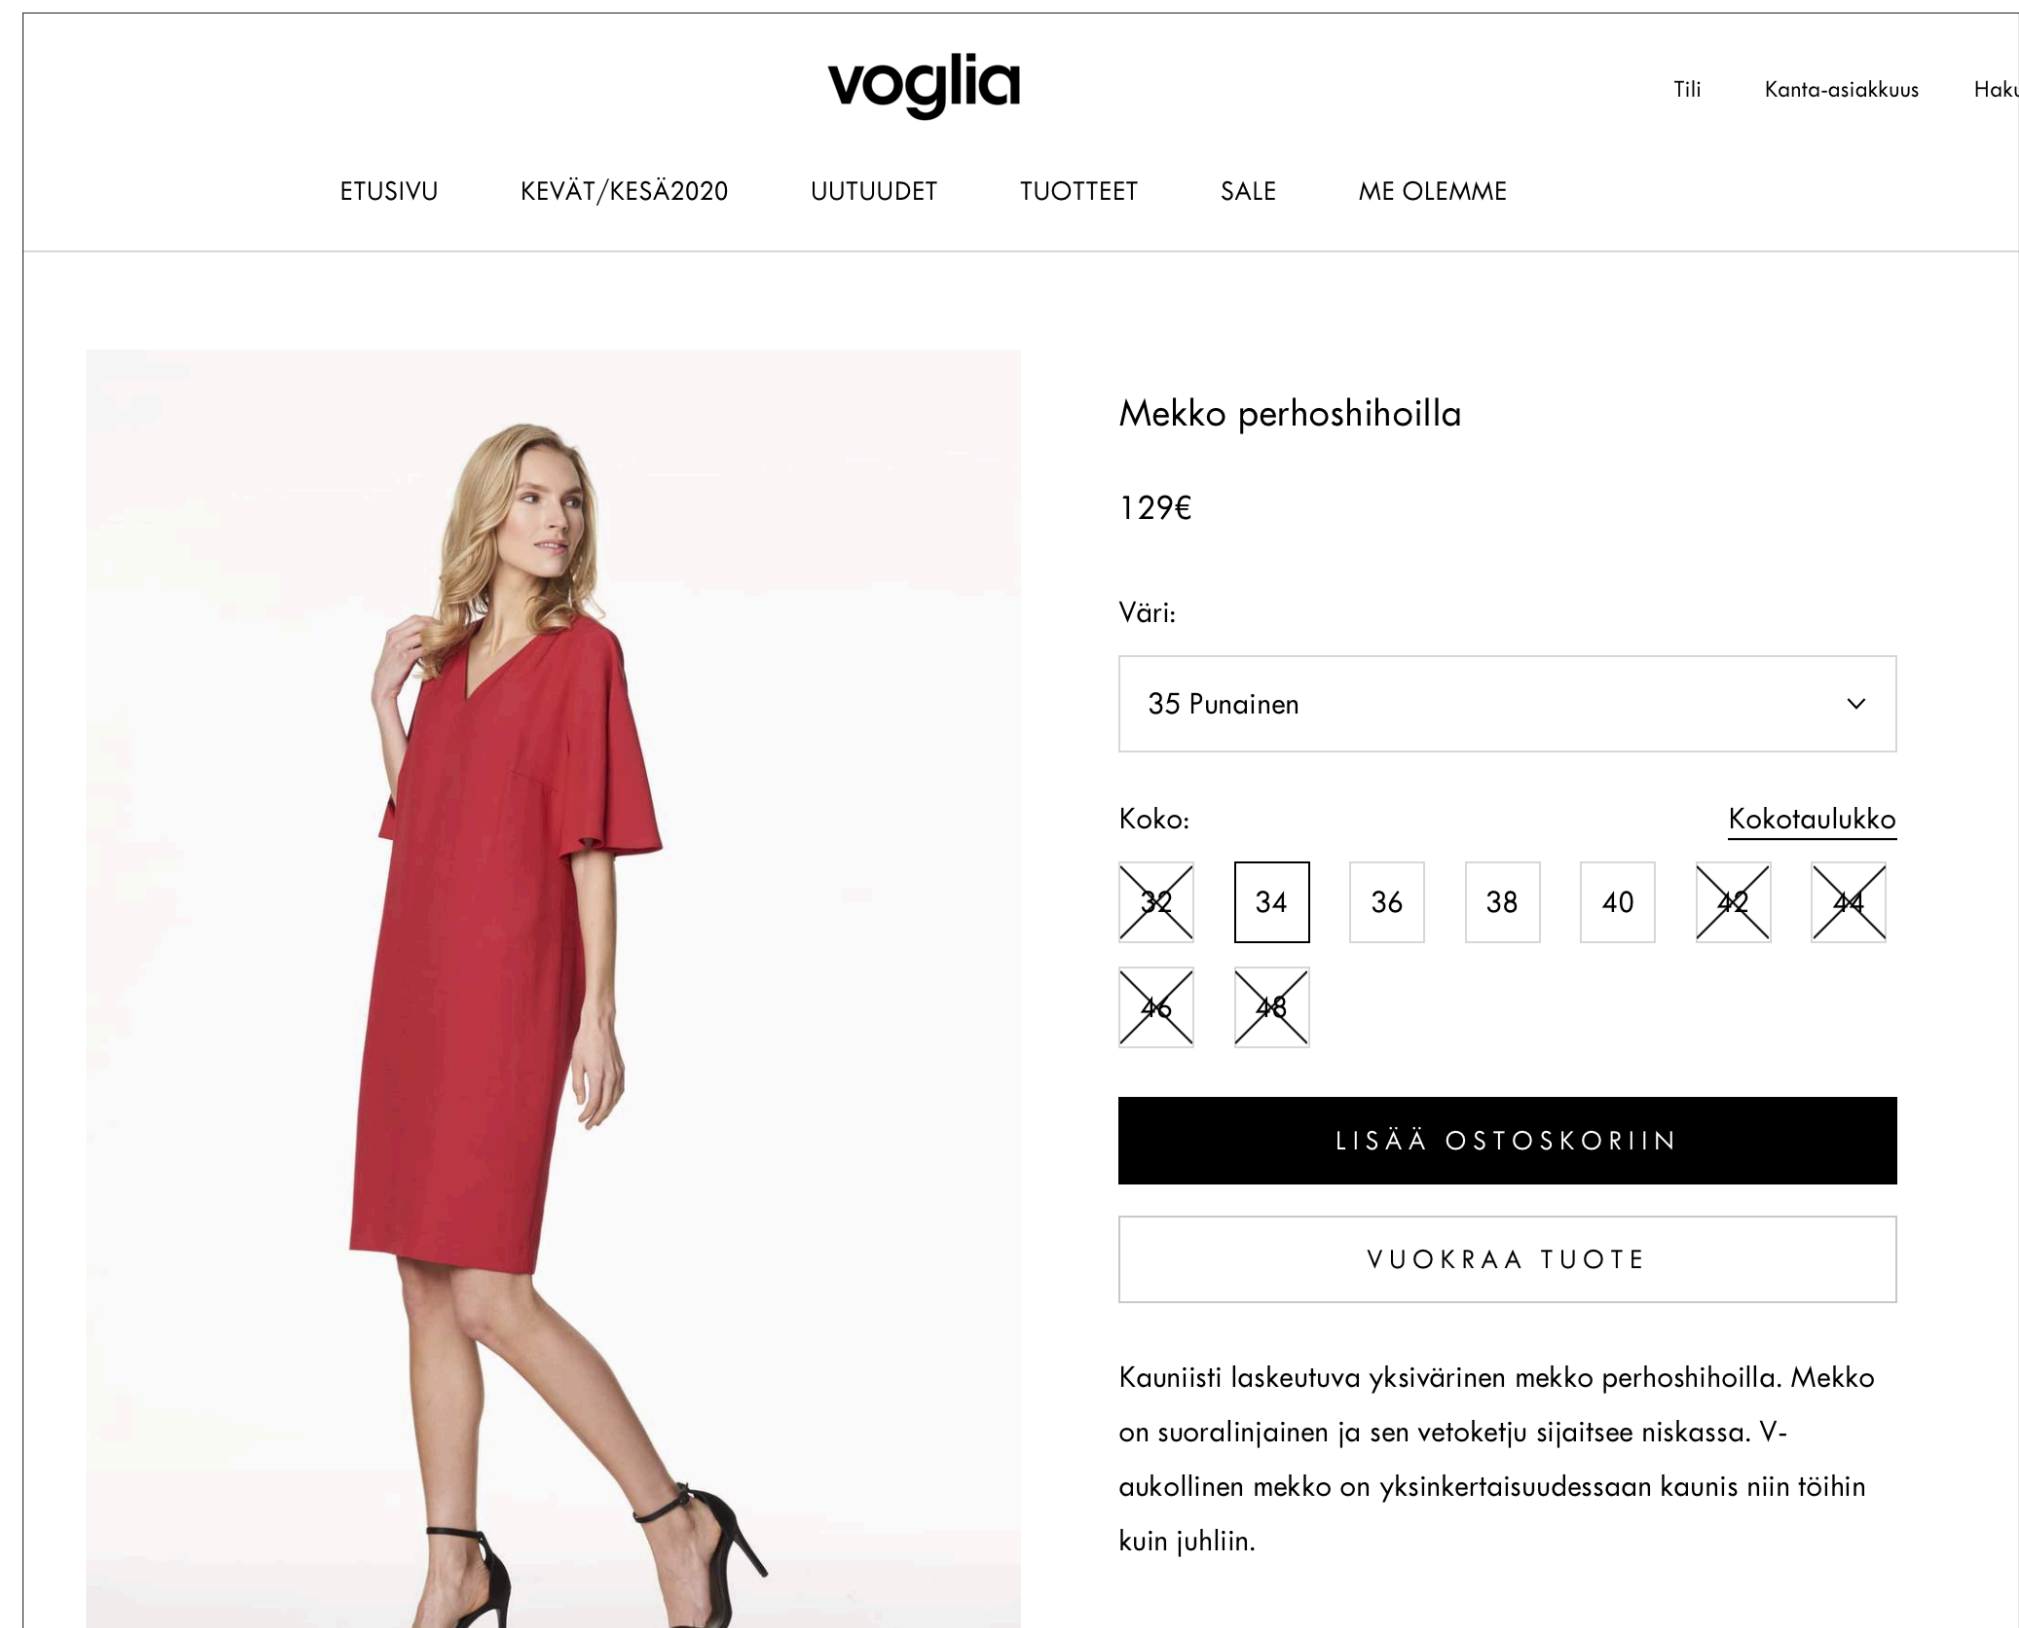 voglia
Tili Kanta-asiakkuus
ETUSIVU KEVÄT/KESÄ2020 UUTUUDET TUOTTEET SALE ME OLEMME
Mekko perhoshihoilla
129€
Väri:
35 Punainen
Koko: Kokotaulukko
32 34 36 38 40 42 44
46 48
LISÄÄ OSTOSKORIIN
VUOKRAA TUOTE
Kauniisti laskeutuva yksivärinen mekko perhoshihoilla. Mekko
on suoralinjainen ja sen vetoketju sijaitsee niskassa. V-
aukollinen mekko on yksinkertaisuudessaan kaunis niin töihin
kuin juhliin.